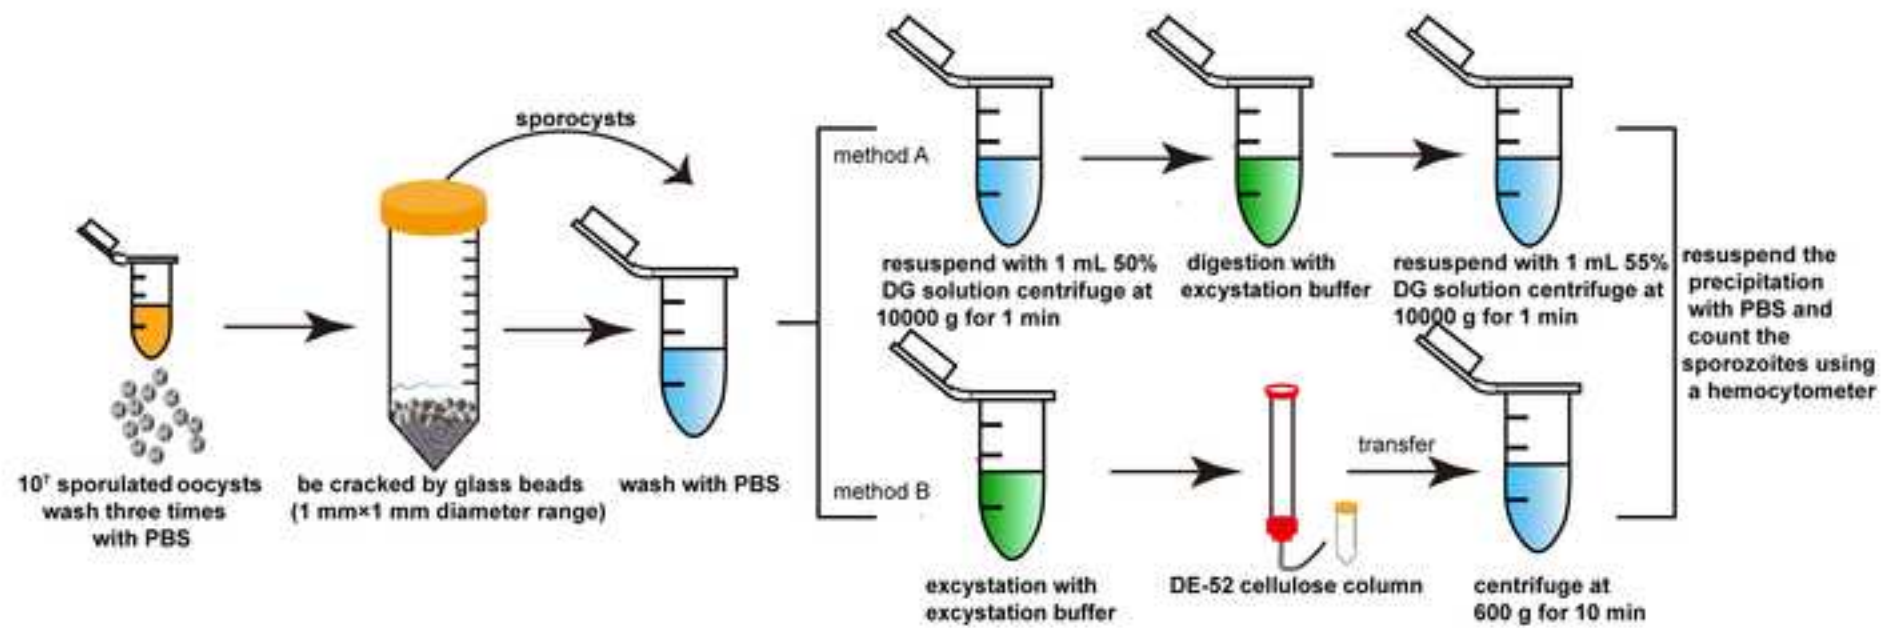 sporocysts
10⁷ sporulated oocysts
wash three times
with PBS
be cracked by glass beads
(1 mm×1 mm diameter range)
wash with PBS
method A
resuspend with 1 mL 50%
DG solution centrifuge at
10000 g for 1 min
digestion with
excystation buffer
resuspend with 1 mL 55%
DG solution centrifuge at
10000 g for 1 min
method B
excystation with
excystation buffer
DE-52 cellulose column
transfer
centrifuge at
600 g for 10 min
resuspend the
precipitation
with PBS and
count the
sporozoites using
a hemocytometer